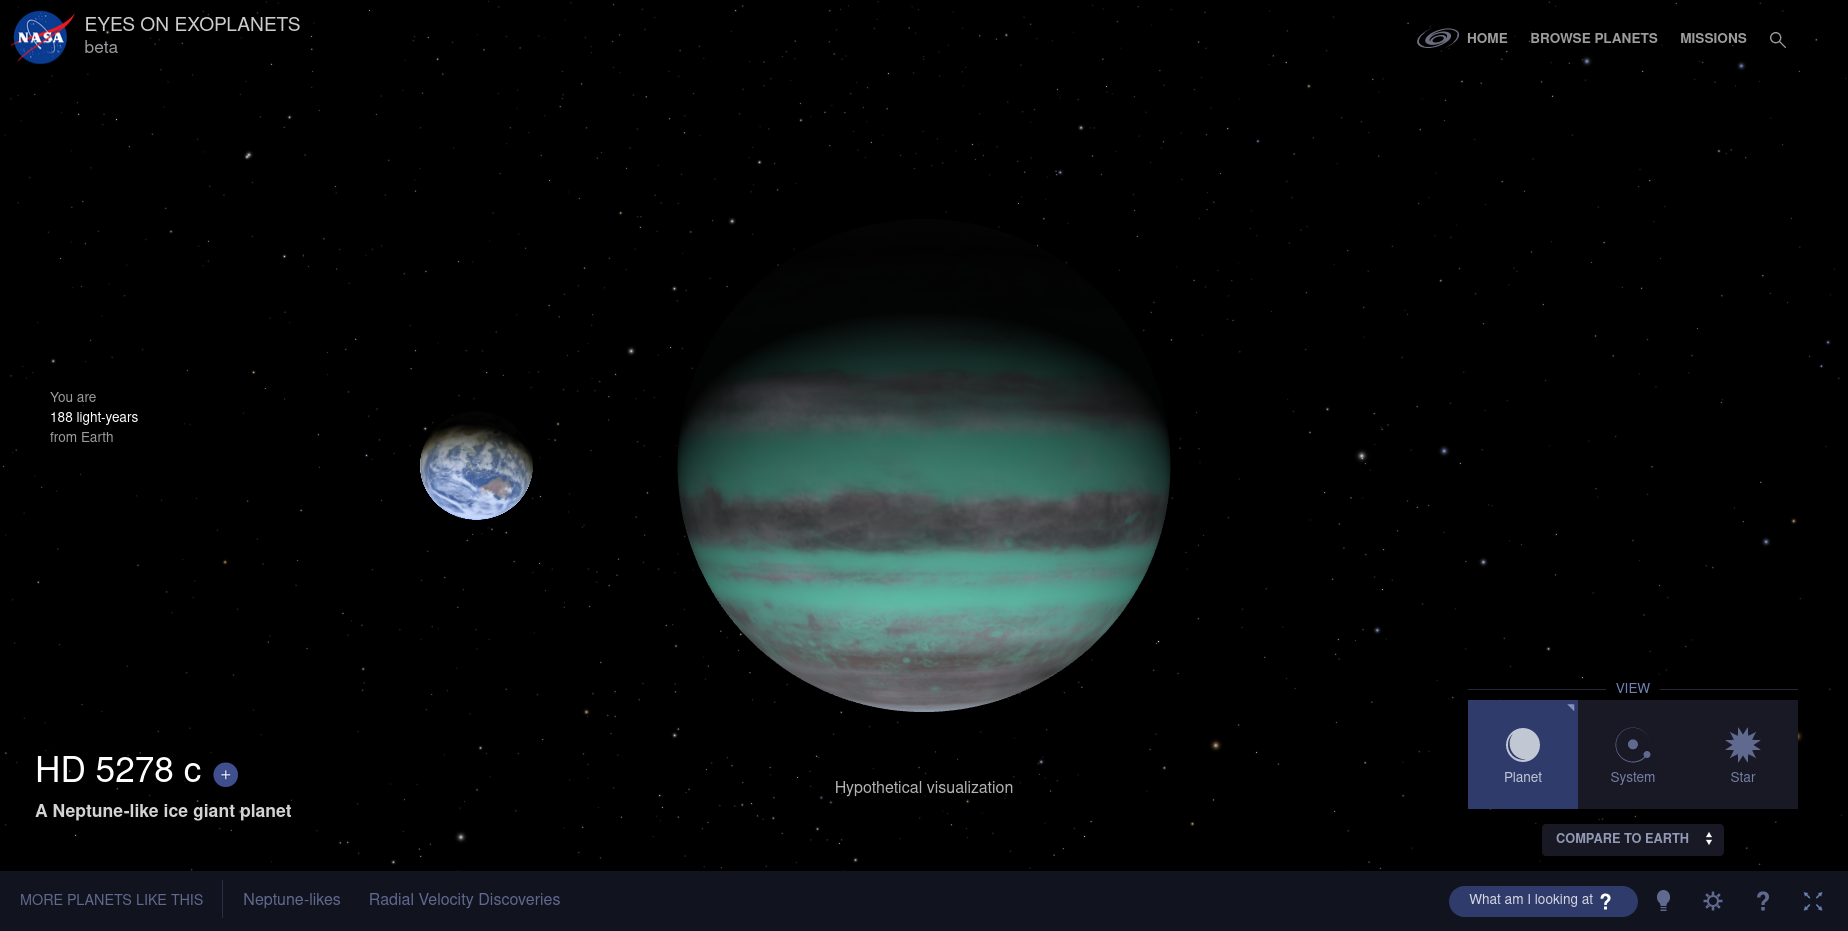 NASA
EYES ON EXOPLANETS
beta
HOME
BROWSE PLANETS
MISSIONS
You are
188 light-years
from Earth
VIEW
Planet
System
Star
HD 5278 c +
A Neptune-like ice giant planet
Hypothetical visualization
COMPARE TO EARTH
MORE PLANETS LIKE THIS
Neptune-likes
Radial Velocity Discoveries
What am I looking at ?
?